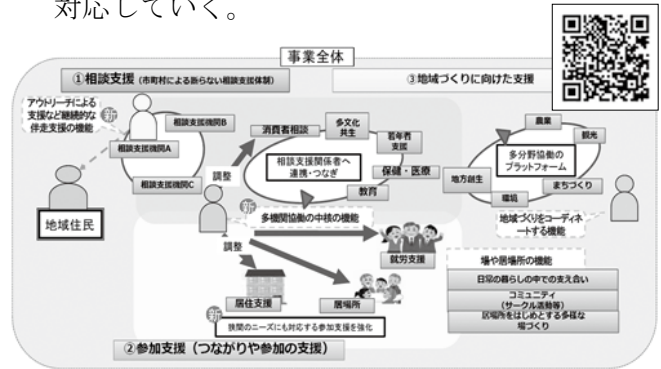 対応していく。
事業全体
①相談支援（市町村による断らない相談支援体制）
③地域づくりに向けた支援
アウトリーチによる
支援など継続的な
伴走支援の機能
新
相談支援機関B
相談支援機関A
相談支援機関C
地域住民
調整
消費者相談
多文化
共生
若年者
支援
保健・医療
教育
相談支援関係者へ
連携・つなぎ
新
多機関協働の中核の機能
調整
就労支援
居住支援
居場所
新
狭間のニーズにも対応する参加支援を強化
②参加支援（つながりや参加の支援）
農業
観光
まちづくり
環境
地方創生
多分野協働の
プラットフォーム
地域づくりをコーディネ
ートする機能
場や居場所の機能
日常の暮らしの中での支え合い
コミュニティ
（サークル活動等）
居場所をはじめとする多様な
場づくり